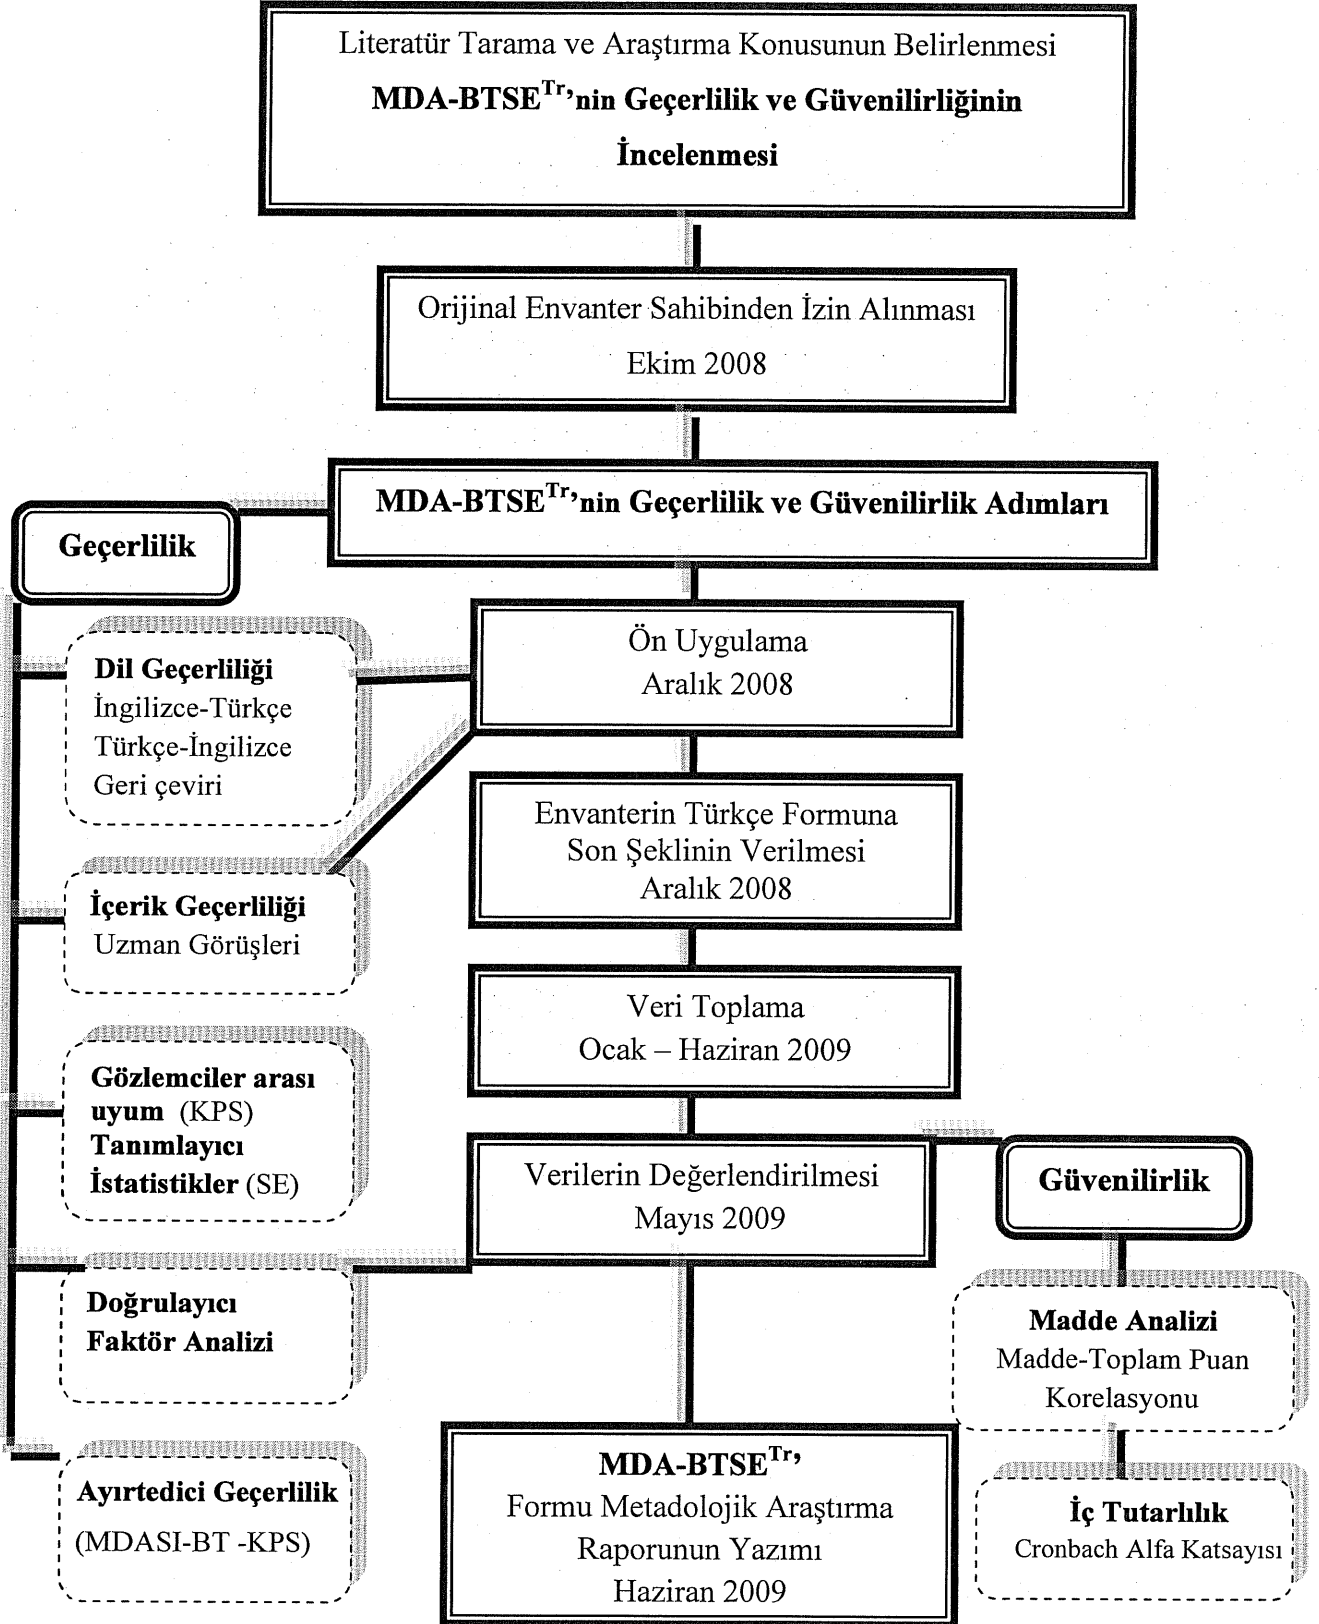 Literatür Tarama ve Araştırma Konusunun Belirlenmesi
MDA-BTSETr'nin Geçerlilik ve Güvenilirliğinin
İncelenmesi
Orijinal Envanter Sahibinden İzin Alınması
Ekim 2008
MDA-BTSETr'nin Geçerlilik ve Güvenilirlik Adımları
Geçerlilik
Dil Geçerliliği
İngilizce-Türkçe
Türkçe-İngilizce
Geri çeviri
İçerik Geçerliliği
Uzman Görüşleri
Gözlemciler arası
uyum (KPS)
Tanımlayıcı
İstatistikler (SE)
Doğrulayıcı
Faktör Analizi
Ayırtedici Geçerlilik
(MDASI-BT -KPS)
Ön Uygulama
Aralık 2008
Envanterin Türkçe Formuna
Son Şeklinin Verilmesi
Aralık 2008
Veri Toplama
Ocak – Haziran 2009
Verilerin Değerlendirilmesi
Mayıs 2009
MDA-BTSETr'
Formu Metadolojik Araştırma
Raporunun Yazımı
Haziran 2009
Güvenilirlik
Madde Analizi
Madde-Toplam Puan
Korelasyonu
İç Tutarlılık
Cronbach Alfa Katsayısı